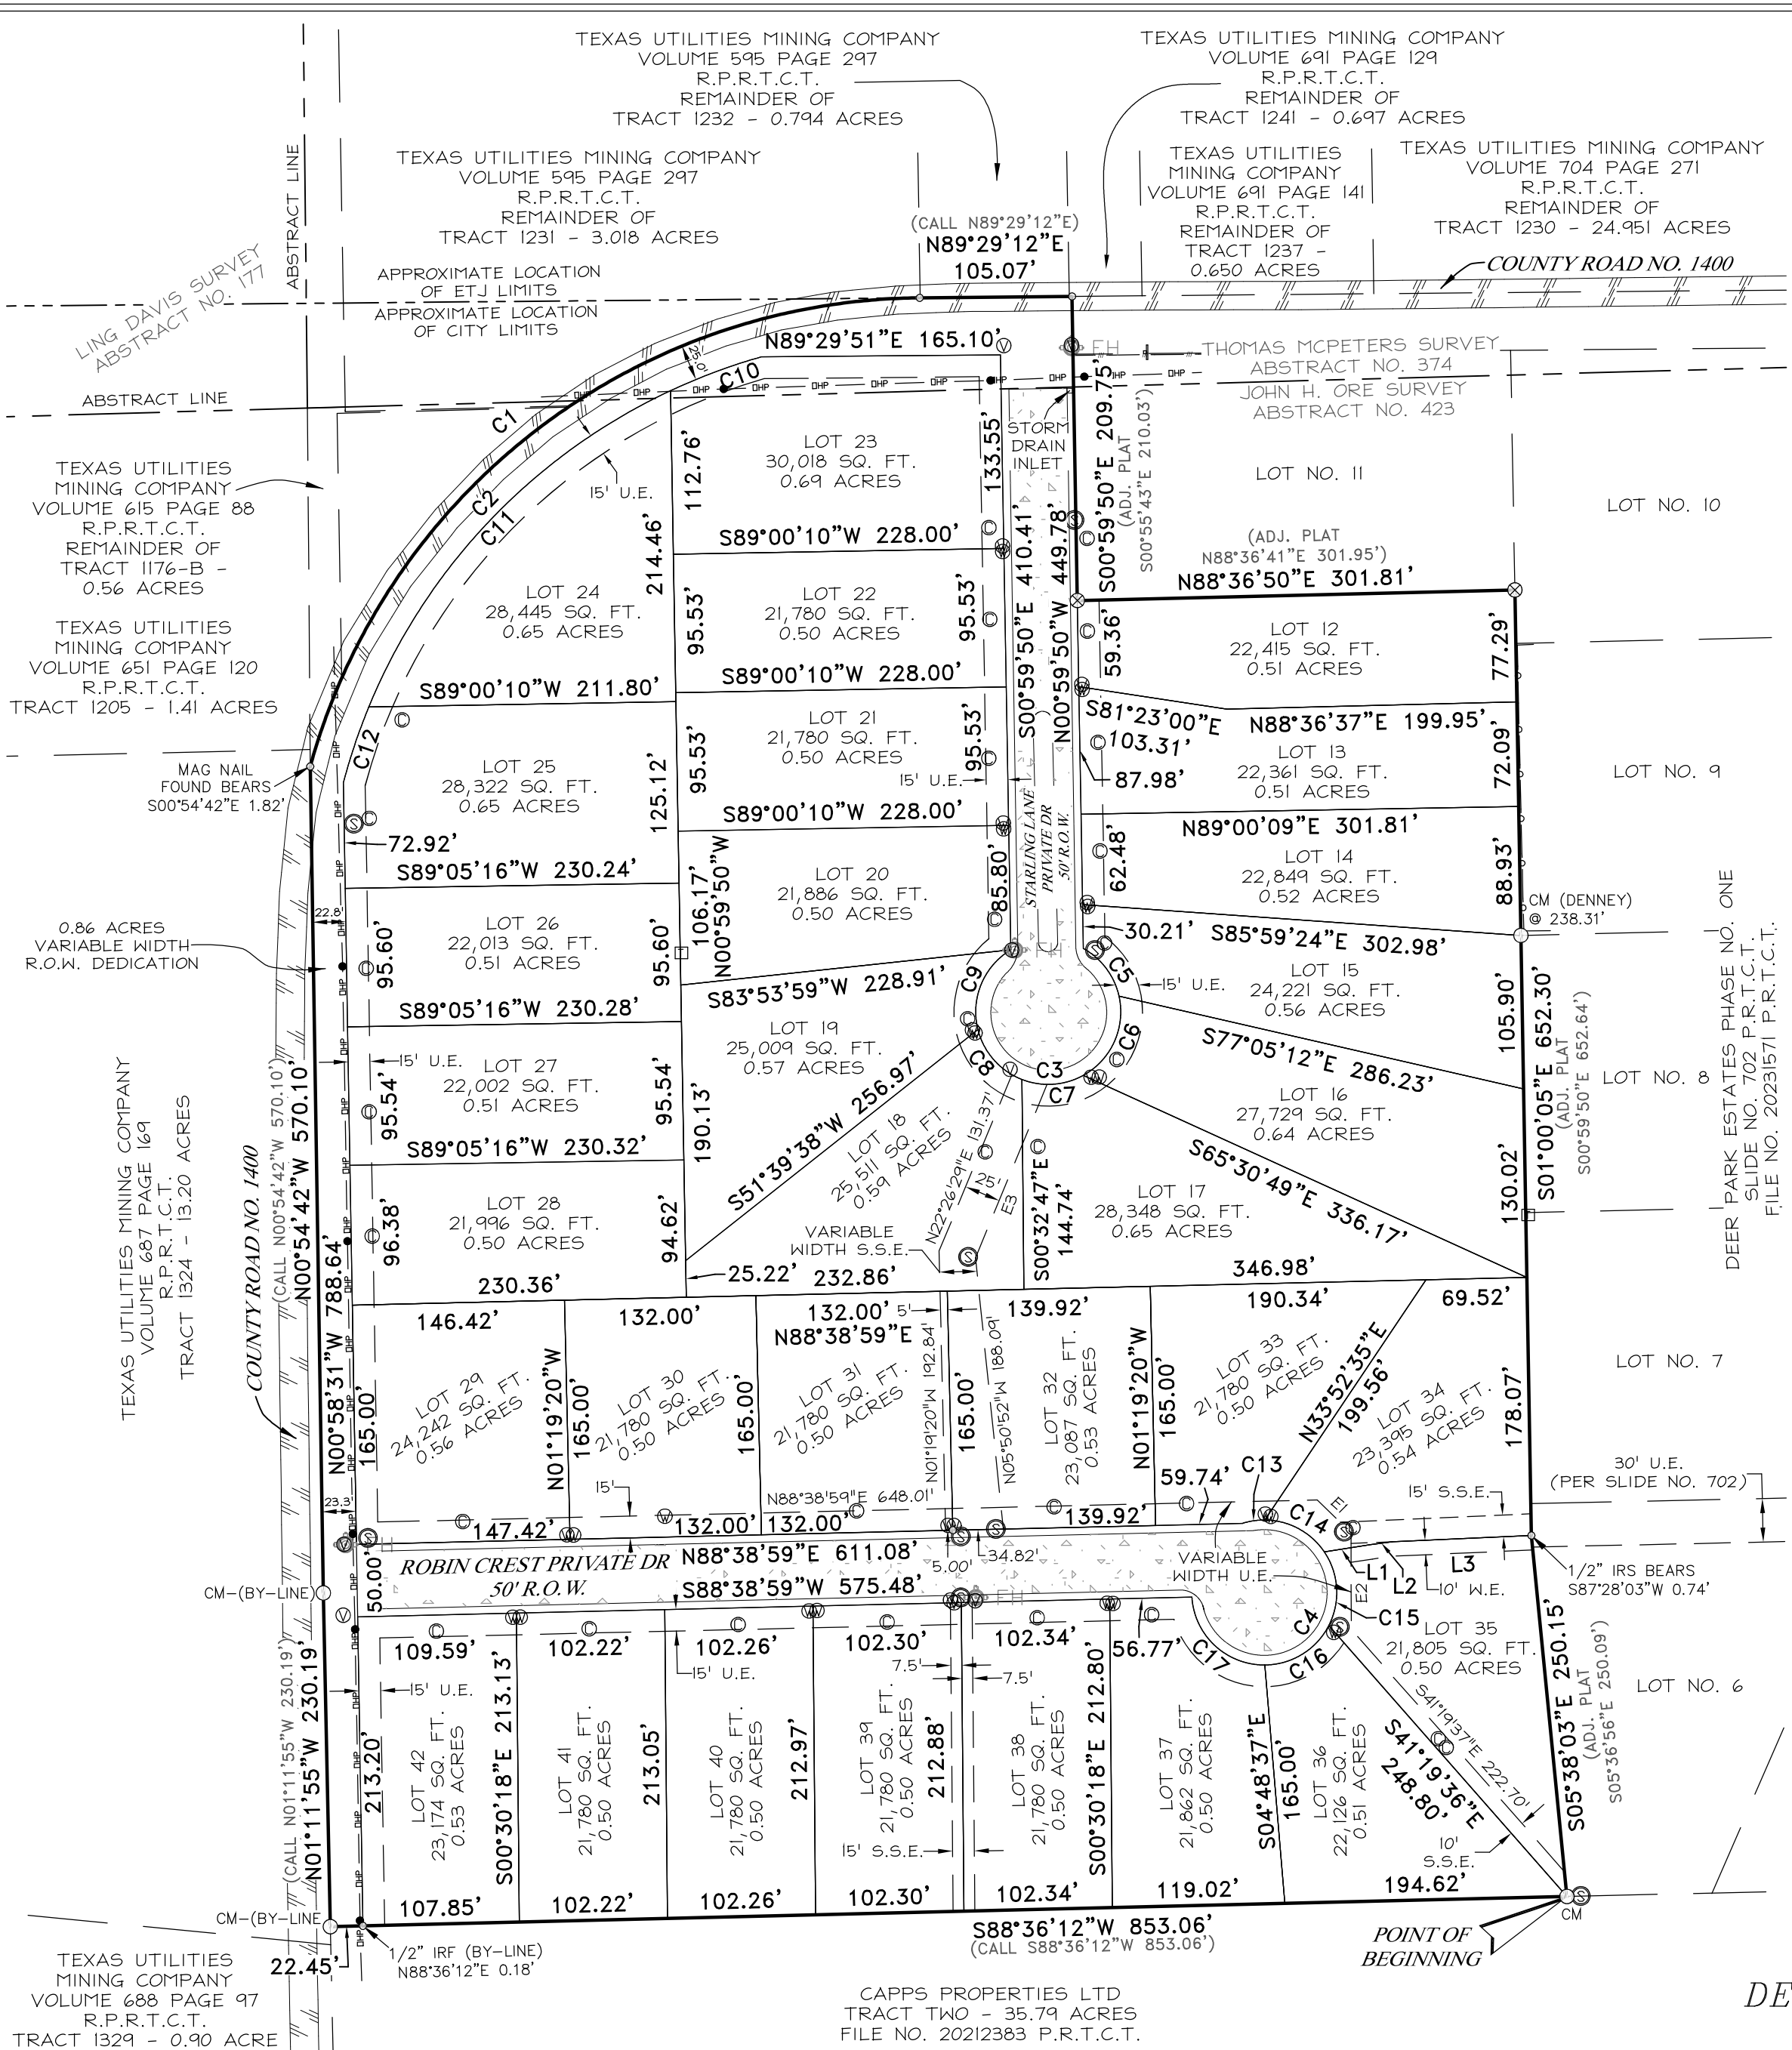 TEXAS UTILITIES MINING COMPANY
VOLUME 595 PAGE 297
R.P.R.T.C.T.
REMAINDER OF
TRACT 1232 - 0.794 ACRES
TEXAS UTILITIES MINING COMPANY
VOLUME 691 PAGE 129
R.P.R.T.C.T.
REMAINDER OF
TRACT 1241 - 0.697 ACRES
TEXAS UTILITIES MINING COMPANY
VOLUME 595 PAGE 297
R.P.R.T.C.T.
REMAINDER OF
TRACT 1231 - 3.018 ACRES
TEXAS UTILITIES
MINING COMPANY
VOLUME 691 PAGE 141
R.P.R.T.C.T.
REMAINDER OF
TRACT 1237 -
0.650 ACRES
TEXAS UTILITIES MINING COMPANY
VOLUME 704 PAGE 271
R.P.R.T.C.T.
REMAINDER OF
TRACT 1230 - 24.951 ACRES
ABSTRACT LINE
LING DAVIS SURVEY
ABSTRACT NO. 177
APPROXIMATE LOCATION
OF ETJ LIMITS
APPROXIMATE LOCATION
OF CITY LIMITS
(CALL N89°29'12"E)
N89°29'12"E
105.07'
COUNTY ROAD NO. 1400
N89°29'51"E 165.10'
25.0'
C10
FH
THOMAS MCPETERS SURVEY
ABSTRACT NO. 374
JOHN H. ORE SURVEY
ABSTRACT NO. 423
ABSTRACT LINE
OHP OHP OHP OHP OHP OHP OHP
C1
C2
C11
15' U.E.
STORM
DRAIN
INLET
S00°59'50"E 209.75'
(ADJ. PLAT
S00°55'43"E 210.03')
LOT NO. 11
LOT NO. 10
(ADJ. PLAT
N88°36'41"E 301.95')
N88°36'50"E 301.81'
TEXAS UTILITIES
MINING COMPANY
VOLUME 615 PAGE 88
R.P.R.T.C.T.
REMAINDER OF
TRACT 1176-B -
0.56 ACRES
TEXAS UTILITIES
MINING COMPANY
VOLUME 651 PAGE 120
R.P.R.T.C.T.
TRACT 1205 - 1.41 ACRES
LOT 23
30,018 SQ. FT.
0.69 ACRES
112.76'
133.55'
S89°00'10"W 228.00'
214.46'
LOT 24
28,445 SQ. FT.
0.65 ACRES
S89°00'10"W 211.80'
LOT 22
21,780 SQ. FT.
0.50 ACRES
95.53'
95.53'
S89°00'10"W 228.00'
S00°59'50"E 410.41'
N00°59'50"W 449.78'
59.36'
LOT 12
22,415 SQ. FT.
0.51 ACRES
77.29'
S81°23'00"E
103.31'
N88°36'37"E 199.95'
C12
MAG NAIL
FOUND BEARS
S00°54'42"E 1.82'
LOT 25
28,322 SQ. FT.
0.65 ACRES
125.12'
72.92'
S89°05'16"W 230.24'
LOT 21
21,780 SQ. FT.
0.50 ACRES
95.53'
95.53'
15' U.E.
S89°00'10"W 228.00'
87.98'
LOT 13
22,361 SQ. FT.
0.51 ACRES
72.09'
LOT NO. 9
N89°00'09"E 301.81'
STARLING LANE
PRIVATE DR
50' R.O.W.
LOT 20
21,886 SQ. FT.
0.50 ACRES
85.80'
106.17'
N00°59'50"W
62.48'
LOT 14
22,849 SQ. FT.
0.52 ACRES
88.93'
CM (DENNEY)
@ 238.31'
30.21'
S85°59'24"E 302.98'
0.86 ACRES
VARIABLE WIDTH
R.O.W. DEDICATION
22.8'
LOT 26
22,013 SQ. FT.
0.51 ACRES
95.60'
95.60'
S89°05'16"W 230.28'
S83°53'59"W 228.91'
FH
C9
C5
15' U.E.
LOT 15
24,221 SQ. FT.
0.56 ACRES
105.90'
S01°00'05"E 652.30'
(ADJ. PLAT
S00°59'50"E 652.64')
DEER PARK ESTATES PHASE NO. ONE
SLIDE NO. 702 P.R.T.C.T.
FILE NO. 20231571 P.R.T.C.T.
LOT 19
25,009 SQ. FT.
0.57 ACRES
S77°05'12"E 286.23'
C6
C8
C3
C7
LOT NO. 8
15' U.E.
LOT 27
22,002 SQ. FT.
0.51 ACRES
95.54'
95.54'
S89°05'16"W 230.32'
190.13'
S51°39'38"W 256.97'
LOT 18
25,511 SQ. FT.
0.59 ACRES
N22°26'29"E 131.37'
25'
E3
LOT 16
27,729 SQ. FT.
0.64 ACRES
S65°30'49"E 336.17'
130.02'
TEXAS UTILITIES MINING COMPANY
VOLUME 687 PAGE 169
R.P.R.T.C.T.
TRACT 1324 - 13.20 ACRES
COUNTY ROAD NO. 1400
(CALL N00°54'42"W 570.10')
N00°54'42"W 570.10'
LOT 28
21,996 SQ. FT.
0.50 ACRES
96.38'
94.62'
230.36'
VARIABLE
WIDTH S.S.E.
25.22'
232.86'
S00°32'47"E
144.74'
LOT 17
28,348 SQ. FT.
0.65 ACRES
346.98'
N00°58'31"W 788.64'
146.42'
132.00'
132.00'
N88°38'59"E
5'
139.92'
190.34'
69.52'
LOT 29
24,242 SQ. FT.
0.56 ACRES
165.00'
N01°19'20"W
165.00'
LOT 30
21,780 SQ. FT.
0.50 ACRES
165.00'
LOT 31
21,780 SQ. FT.
0.50 ACRES
N01°19'20"W 192.84'
165.00'
N05°50'52"W 188.09'
LOT 32
23,087 SQ. FT.
0.53 ACRES
N01°19'20"W
165.00'
LOT 33
21,780 SQ. FT.
0.50 ACRES
N33°52'35"E
199.56'
LOT 34
23,395 SQ. FT.
0.54 ACRES
178.07'
LOT NO. 7
30' U.E.
(PER SLIDE NO. 702)
23.3'
15'
N88°38'59"E 648.01'
59.74'
C13
C14
E1
15' S.S.E.
147.42'
132.00'
132.00'
139.92'
ROBIN CREST PRIVATE DR
50' R.O.W.
N88°38'59"E 611.08'
S88°38'59"W 575.48'
5.00'
34.82'
VARIABLE
WIDTH U.E.
L1
L2
L3
10' W.E.
1/2" IRS BEARS
S87°28'03"W 0.74'
CM-(BY-LINE)
50.00'
FH
E2
C4
C15
C16
C17
LOT 35
21,805 SQ. FT.
0.50 ACRES
S05°38'03"E 250.15'
(ADJ. PLAT
S05°36'56"E 250.09')
LOT NO. 6
(CALL N01°11'55"W 230.19')
N01°11'55"W 230.19'
109.59'
102.22'
102.26'
102.30'
102.34'
56.77'
15' U.E.
15' U.E.
7.5'
7.5'
213.20'
LOT 42
23,174 SQ. FT.
0.53 ACRES
S00°30'18"E 213.13'
LOT 41
21,780 SQ. FT.
0.50 ACRES
213.05'
LOT 40
21,780 SQ. FT.
0.50 ACRES
212.97'
LOT 39
21,780 SQ. FT.
0.50 ACRES
212.88'
15' S.S.E.
LOT 38
21,780 SQ. FT.
0.50 ACRES
S00°30'18"E 212.80'
LOT 37
21,862 SQ. FT.
0.50 ACRES
S04°48'37"E
165.00'
LOT 36
22,126 SQ. FT.
0.51 ACRES
S41°19'37"E 222.70'
S41°19'36"E
248.80'
10'
S.S.E.
107.85'
102.22'
102.26'
102.30'
102.34'
119.02'
194.62'
CM-(BY-LINE
CM
S88°36'12"W 853.06'
(CALL S88°36'12"W 853.06')
POINT OF
BEGINNING
22.45'
1/2" IRF (BY-LINE)
N88°36'12"E 0.18'
TEXAS UTILITIES
MINING COMPANY
VOLUME 688 PAGE 97
R.P.R.T.C.T.
TRACT 1329 - 0.90 ACRE
CAPPS PROPERTIES LTD
TRACT TWO - 35.79 ACRES
FILE NO. 20212383 P.R.T.C.T.
DE